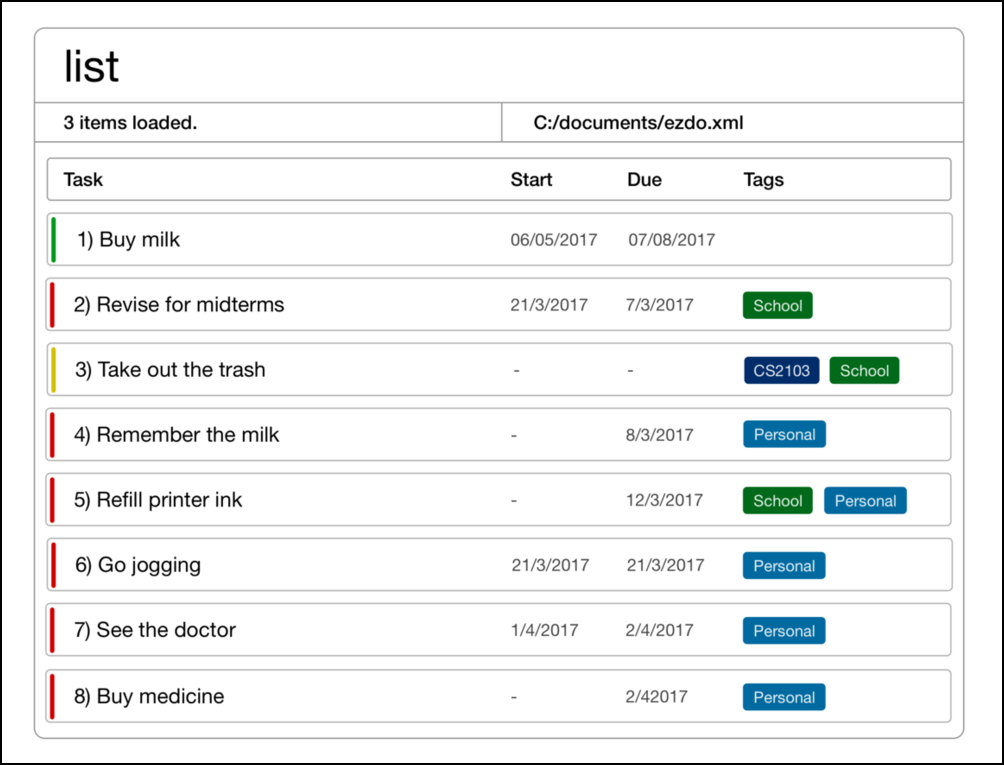 list
3 items loaded. C:/documents/ezdo.xml
Task Start Due Tags
1) Buy milk 06/05/2017 07/08/2017
2) Revise for midterms 21/3/2017 7/3/2017 School
3) Take out the trash - - CS2103 School
4) Remember the milk - 8/3/2017 Personal
5) Refill printer ink - 12/3/2017 School Personal
6) Go jogging 21/3/2017 21/3/2017 Personal
7) See the doctor 1/4/2017 2/4/2017 Personal
8) Buy medicine - 2/42017 Personal